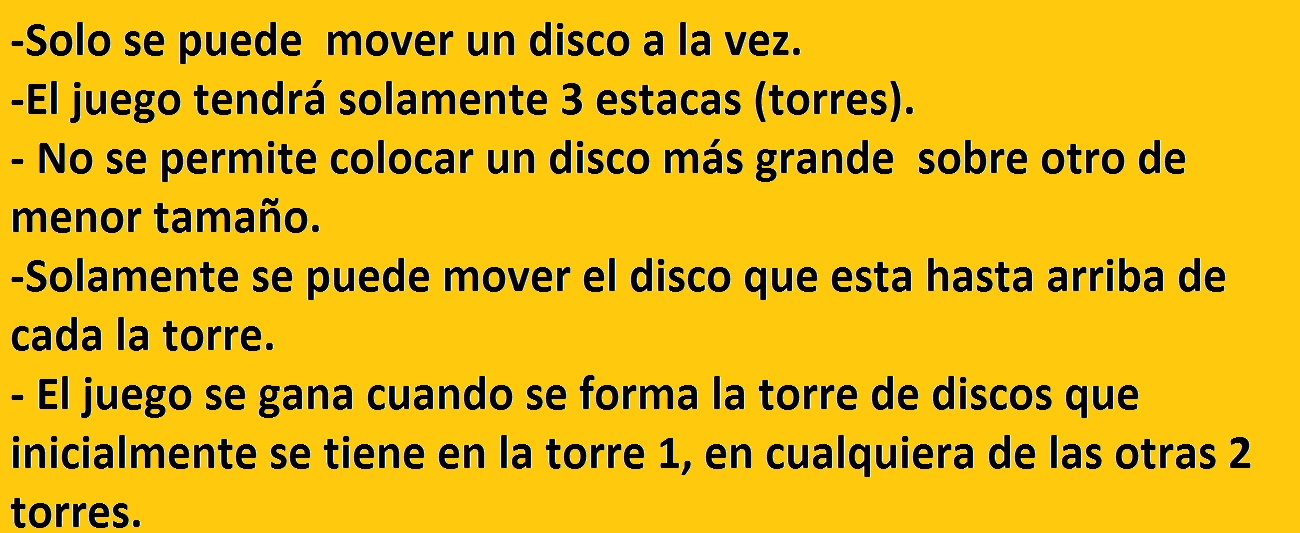 -Solo se puede  mover un disco a la vez.
-El juego tendrá solamente 3 estacas (torres).
- No se permite colocar un disco más grande  sobre otro de
menor tamaño.
-Solamente se puede mover el disco que esta hasta arriba de
cada la torre.
- El juego se gana cuando se forma la torre de discos que
inicialmente se tiene en la torre 1, en cualquiera de las otras 2
torres.